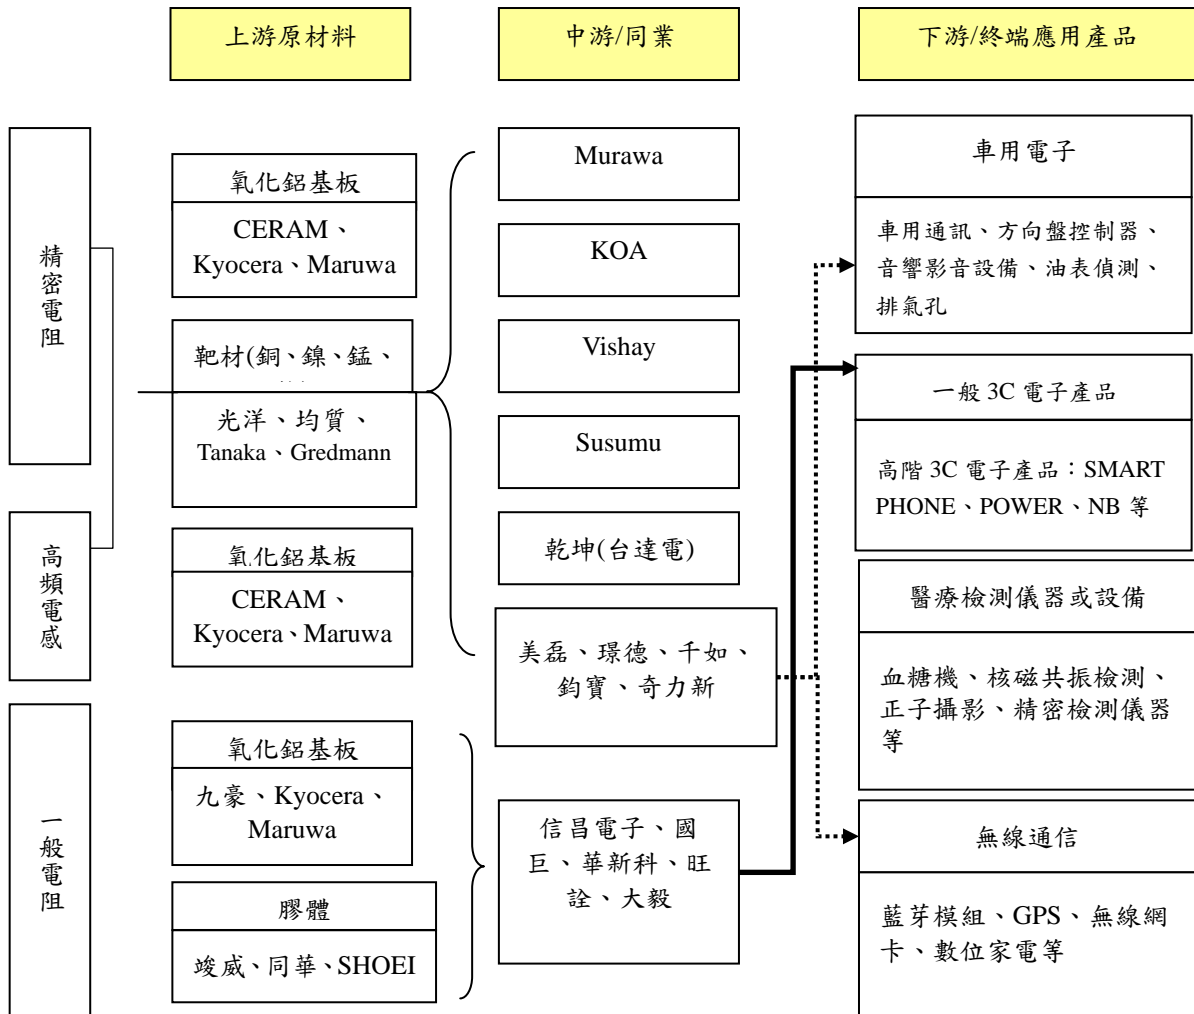 上游原材料
中游/同業
下游/終端應用產品
精密電阻
高頻電感
一般電阻
氧化鋁基板
CERAM、
Kyocera、Maruwa
靶材(銅、鎳、錳、
光洋、均質、
Tanaka、Gredmann
氧化鋁基板
CERAM、
Kyocera、Maruwa
氧化鋁基板
九豪、Kyocera、
Maruwa
膠體
竣威、同華、SHOEI
Murawa
KOA
Vishay
Susumu
乾坤(台達電)
美磊、璟德、千如、
鈞寶、奇力新
信昌電子、國
巨、華新科、旺
詮、大毅
車用電子
車用通訊、方向盤控制器、
音響影音設備、油表偵測、
排氣孔
一般 3C 電子產品
高階 3C 電子產品：SMART
PHONE、POWER、NB 等
醫療檢測儀器或設備
血糖機、核磁共振檢測、
正子攝影、精密檢測儀器
等
無線通信
藍芽模組、GPS、無線網
卡、數位家電等